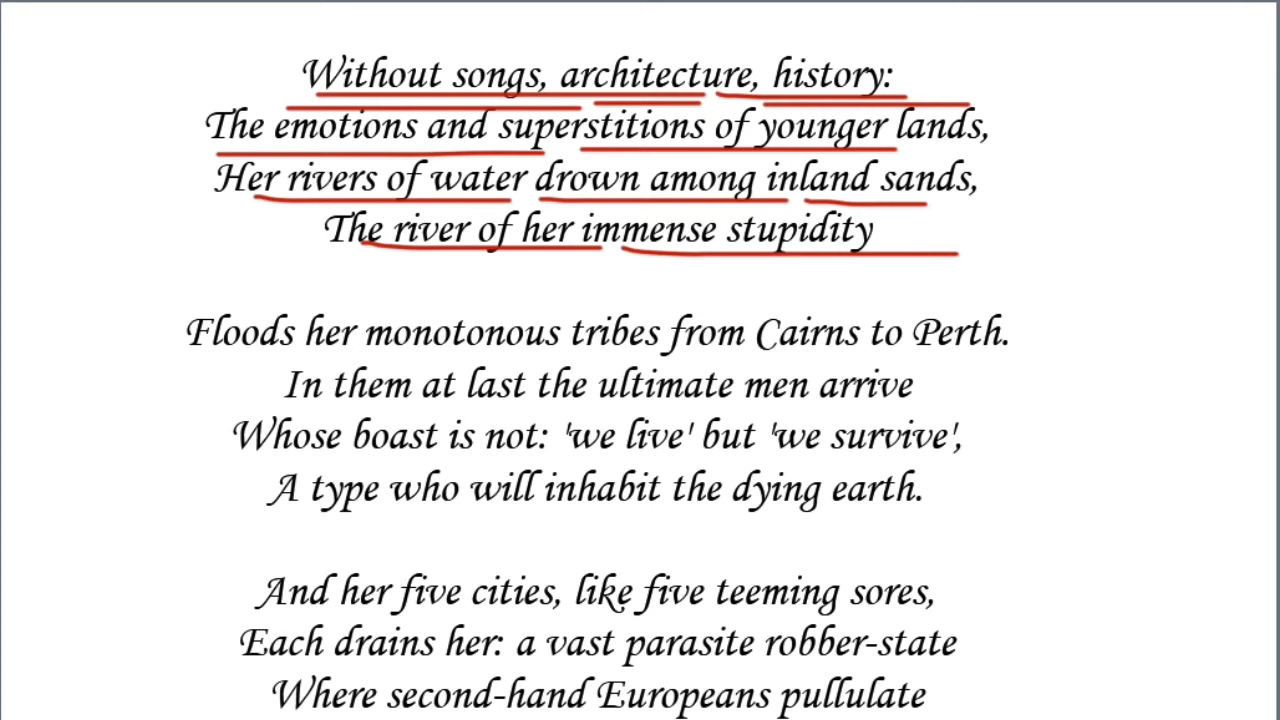 Without songs, architecture, history:
The emotions and superstitions of younger lands,
Her rivers of water drown among inland sands,
The river of her immense stupidity
Floods her monotonous tribes from Cairns to Perth.
In them at last the ultimate men arrive
Whose boast is not: 'we live' but 'we survive',
A type who will inhabit the dying earth.
And her five cities, like five teeming sores,
Each drains her: a vast parasite robber-state
Where second-hand Europeans pullulate